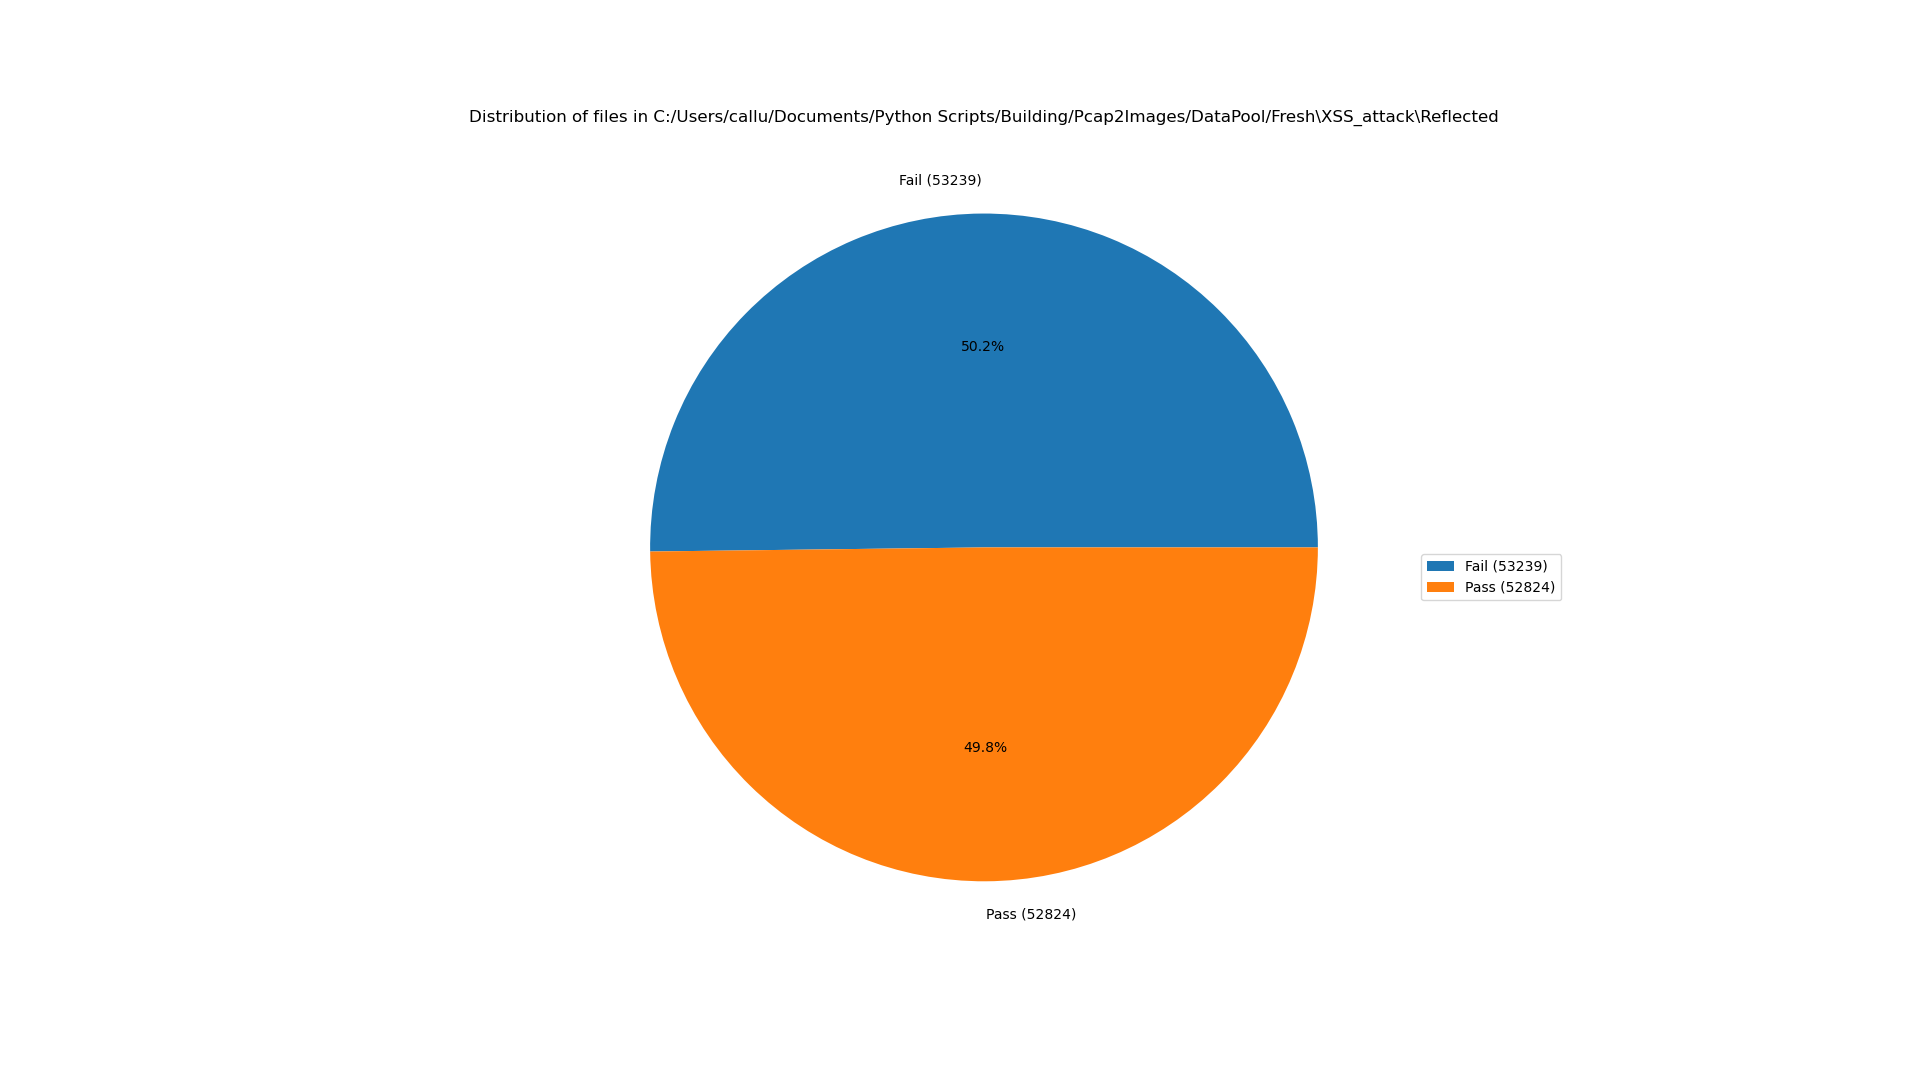 Distribution of files in C:/Users/callu/Documents/Python Scripts/Building/Pcap2Images/DataPool/Fresh\XSS_attack\Reflected
Fail (53239)
50.2%
Fail (53239)
Pass (52824)
49.8%
Pass (52824)